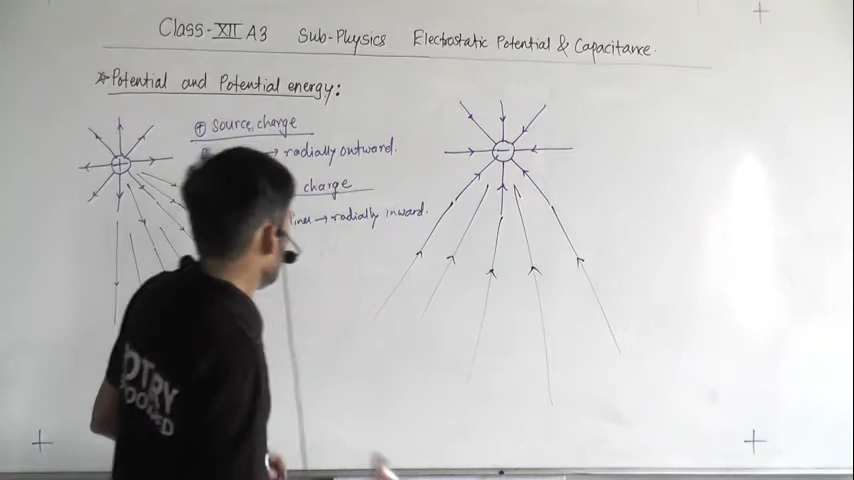 Class-XII A3 Sub-Physics Electrostatic Potential & Capacitance.
*Potential and Potential energy:
⊕ Source charge
→ radially outward.
charge
lines → radially inward.
+
−
+
+
+